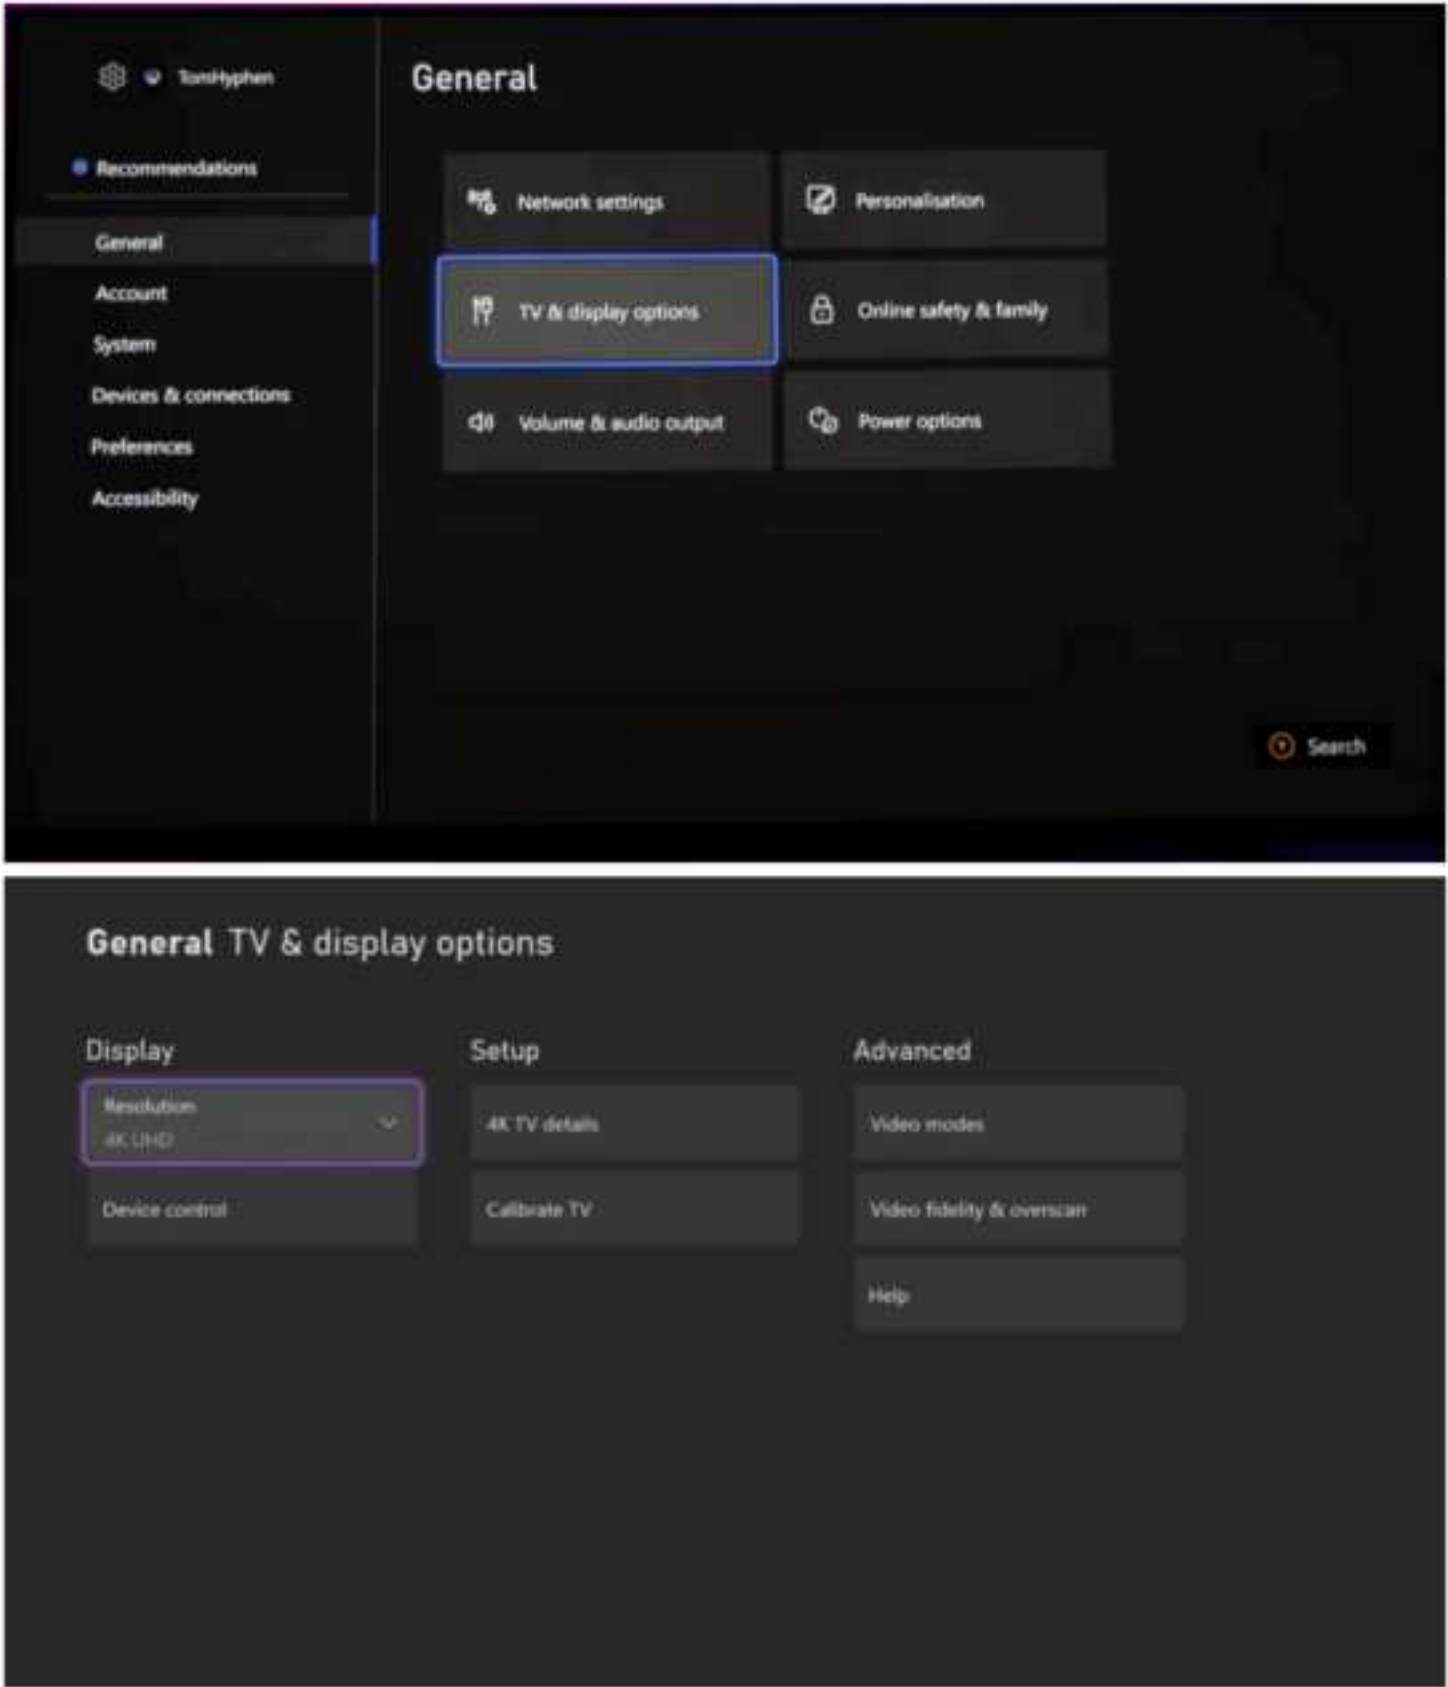 TomHyphen
General
Recommendations
General
Account
System
Devices & connections
Preferences
Accessibility
Network settings
Personalisation
TV & display options
Online safety & family
Volume & audio output
Power options
Search
General TV & display options
Display
Setup
Advanced
Resolution
4K UHD
4K TV details
Video modes
Device control
Calibrate TV
Video fidelity & overscan
Help